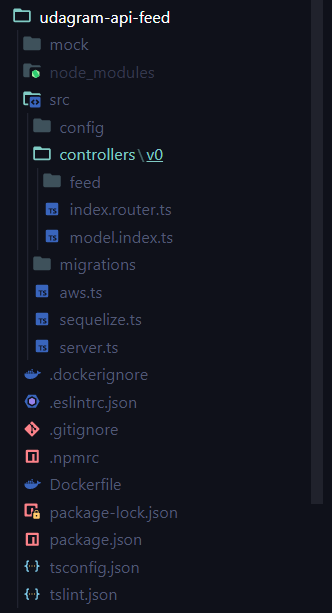 udagram-api-feed
mock
node_modules
src
config
controllers\v0
feed
index.router.ts
model.index.ts
migrations
aws.ts
sequelize.ts
server.ts
.dockerignore
.eslintrc.json
.gitignore
.npmrc
Dockerfile
package-lock.json
package.json
tsconfig.json
tslint.json